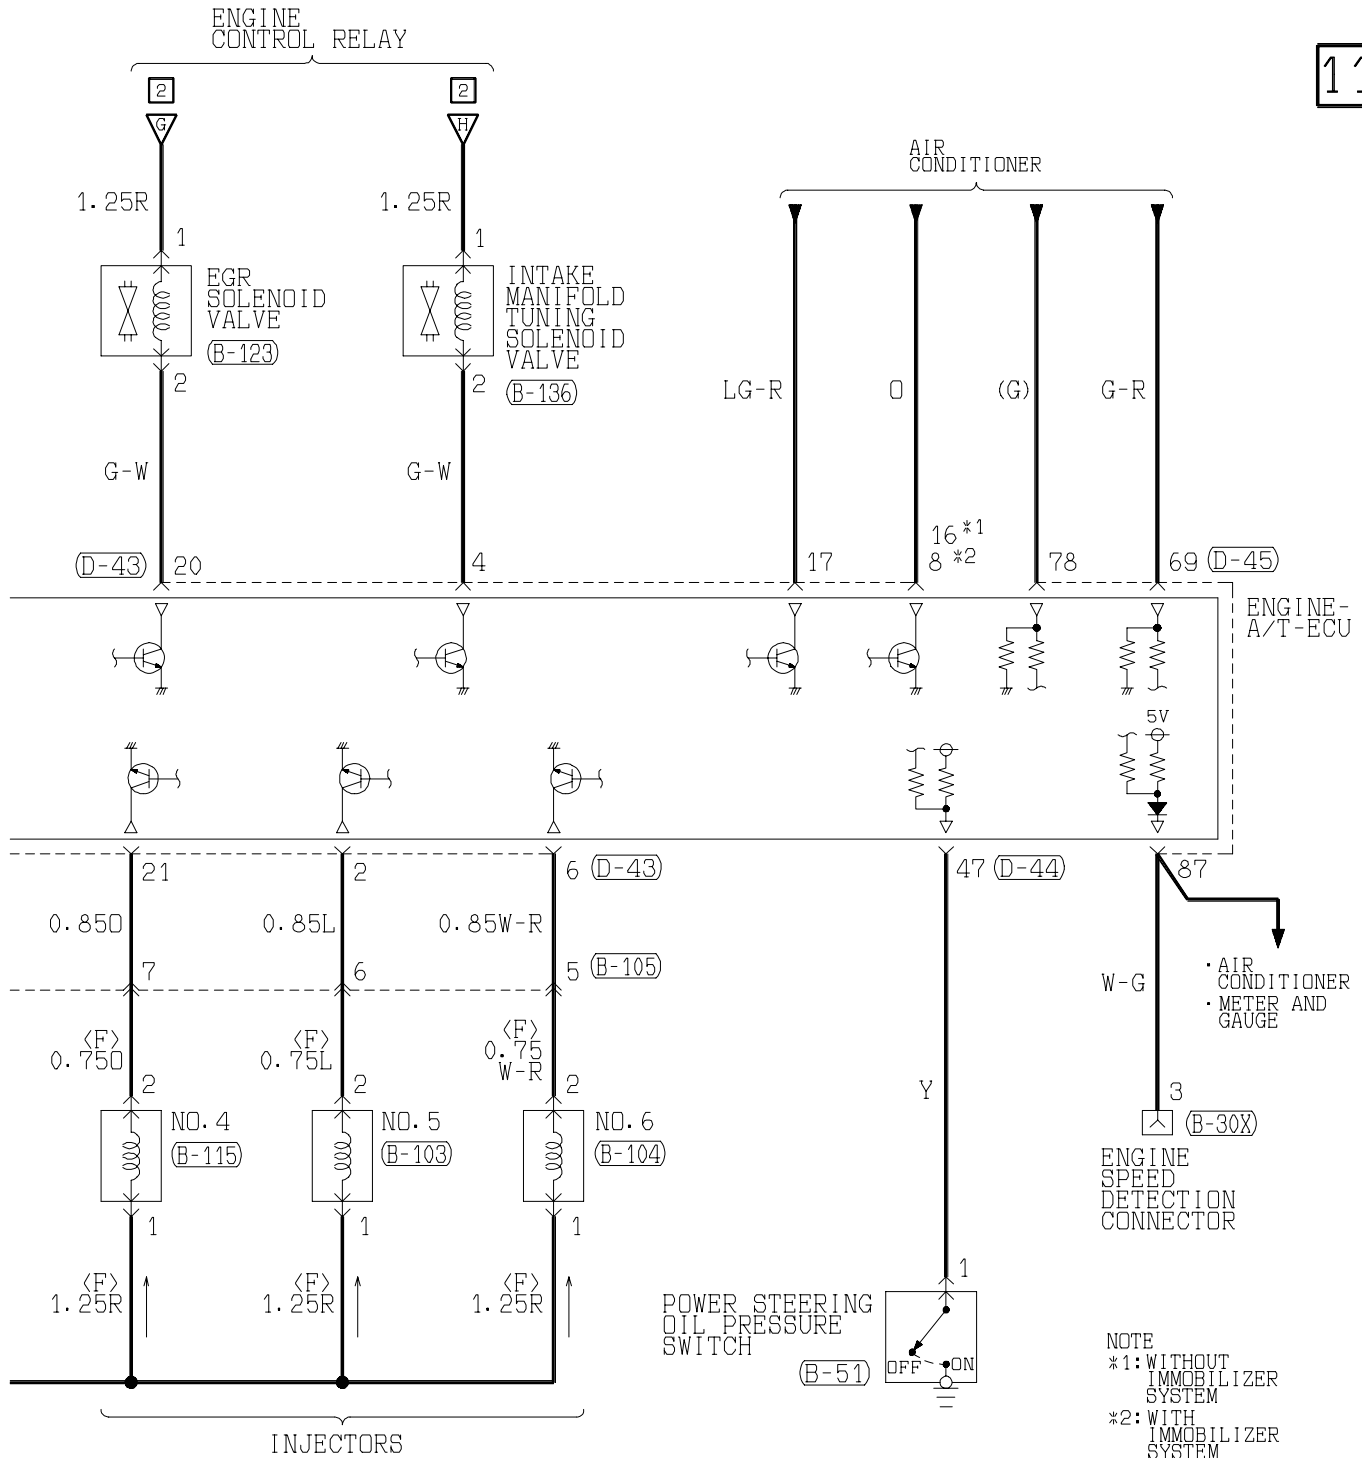 ENGINE
CONTROL RELAY
2
2
G
H
1.25R
1.25R
1
1
EGR
SOLENOID
VALVE
(B-123)
INTAKE
MANIFOLD
TUNING
SOLENOID
VALVE
(B-136)
2
2
G-W
G-W
AIR
CONDITIONER
LG-R
O
(G)
G-R
(D-43)
20
4
17
16 *1
8 *2
78
69
(D-45)
ENGINE-
A/T-ECU
5V
21
2
6
(D-43)
47
(D-44)
87
0.85O
0.85L
0.85W-R
7
6
5
(B-105)
<F>
0.75O
<F>
0.75L
<F>
0.75
W-R
2
2
2
NO.4
(B-115)
NO.5
(B-103)
NO.6
(B-104)
1
1
1
<F>
1.25R
<F>
1.25R
<F>
1.25R
INJECTORS
Y
1
POWER STEERING
OIL PRESSURE
SWITCH
(B-51)
OFF
ON
W-G
· AIR
CONDITIONER
· METER AND
GAUGE
3
(B-30X)
ENGINE
SPEED
DETECTION
CONNECTOR
NOTE
*1: WITHOUT
IMMOBILIZER
SYSTEM
*2: WITH
IMMOBILIZER
SYSTEM